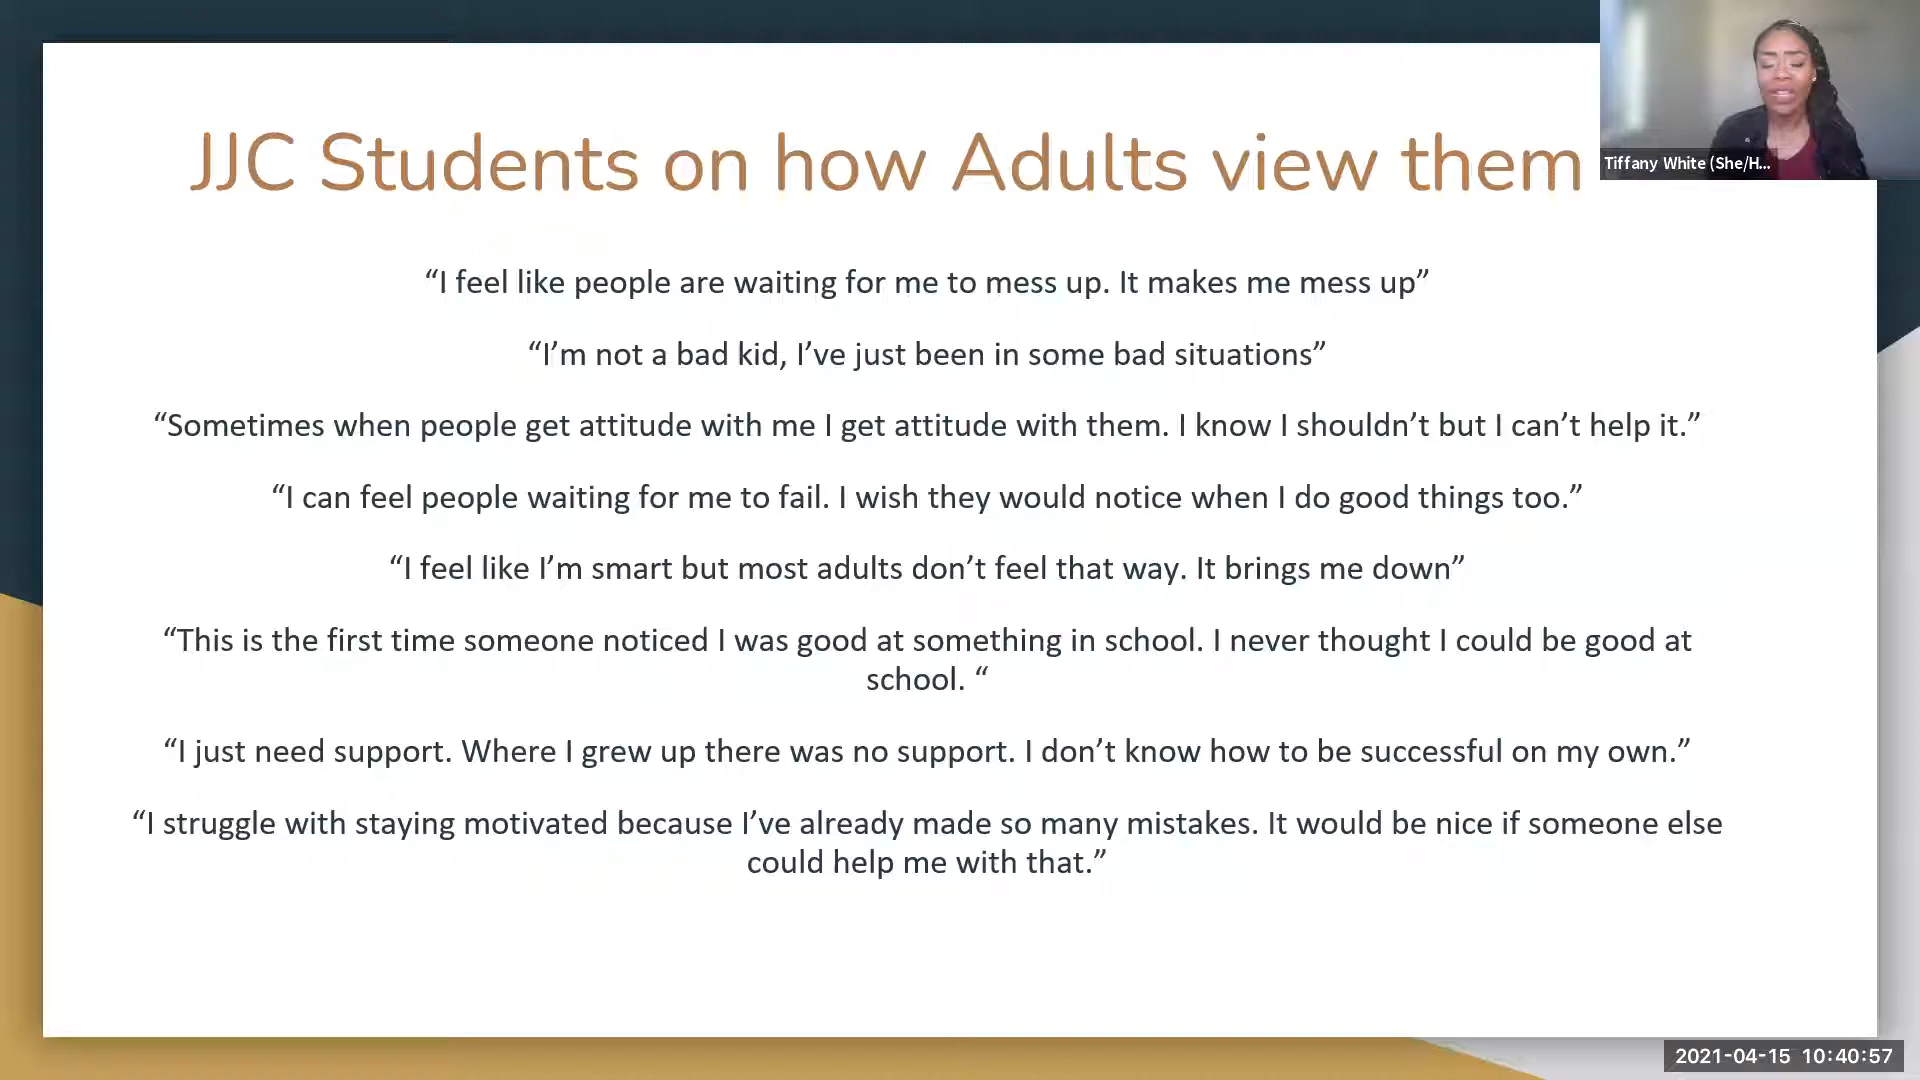 JJC Students on how Adults view them
Tiffany White (She/H...
“I feel like people are waiting for me to mess up. It makes me mess up”
“I’m not a bad kid, I’ve just been in some bad situations”
“Sometimes when people get attitude with me I get attitude with them. I know I shouldn’t but I can’t help it.”
“I can feel people waiting for me to fail. I wish they would notice when I do good things too.”
“I feel like I’m smart but most adults don’t feel that way. It brings me down”
“This is the first time someone noticed I was good at something in school. I never thought I could be good at
school. “
“I just need support. Where I grew up there was no support. I don’t know how to be successful on my own.”
“I struggle with staying motivated because I’ve already made so many mistakes. It would be nice if someone else
could help me with that.”
2021-04-15 10:40:57